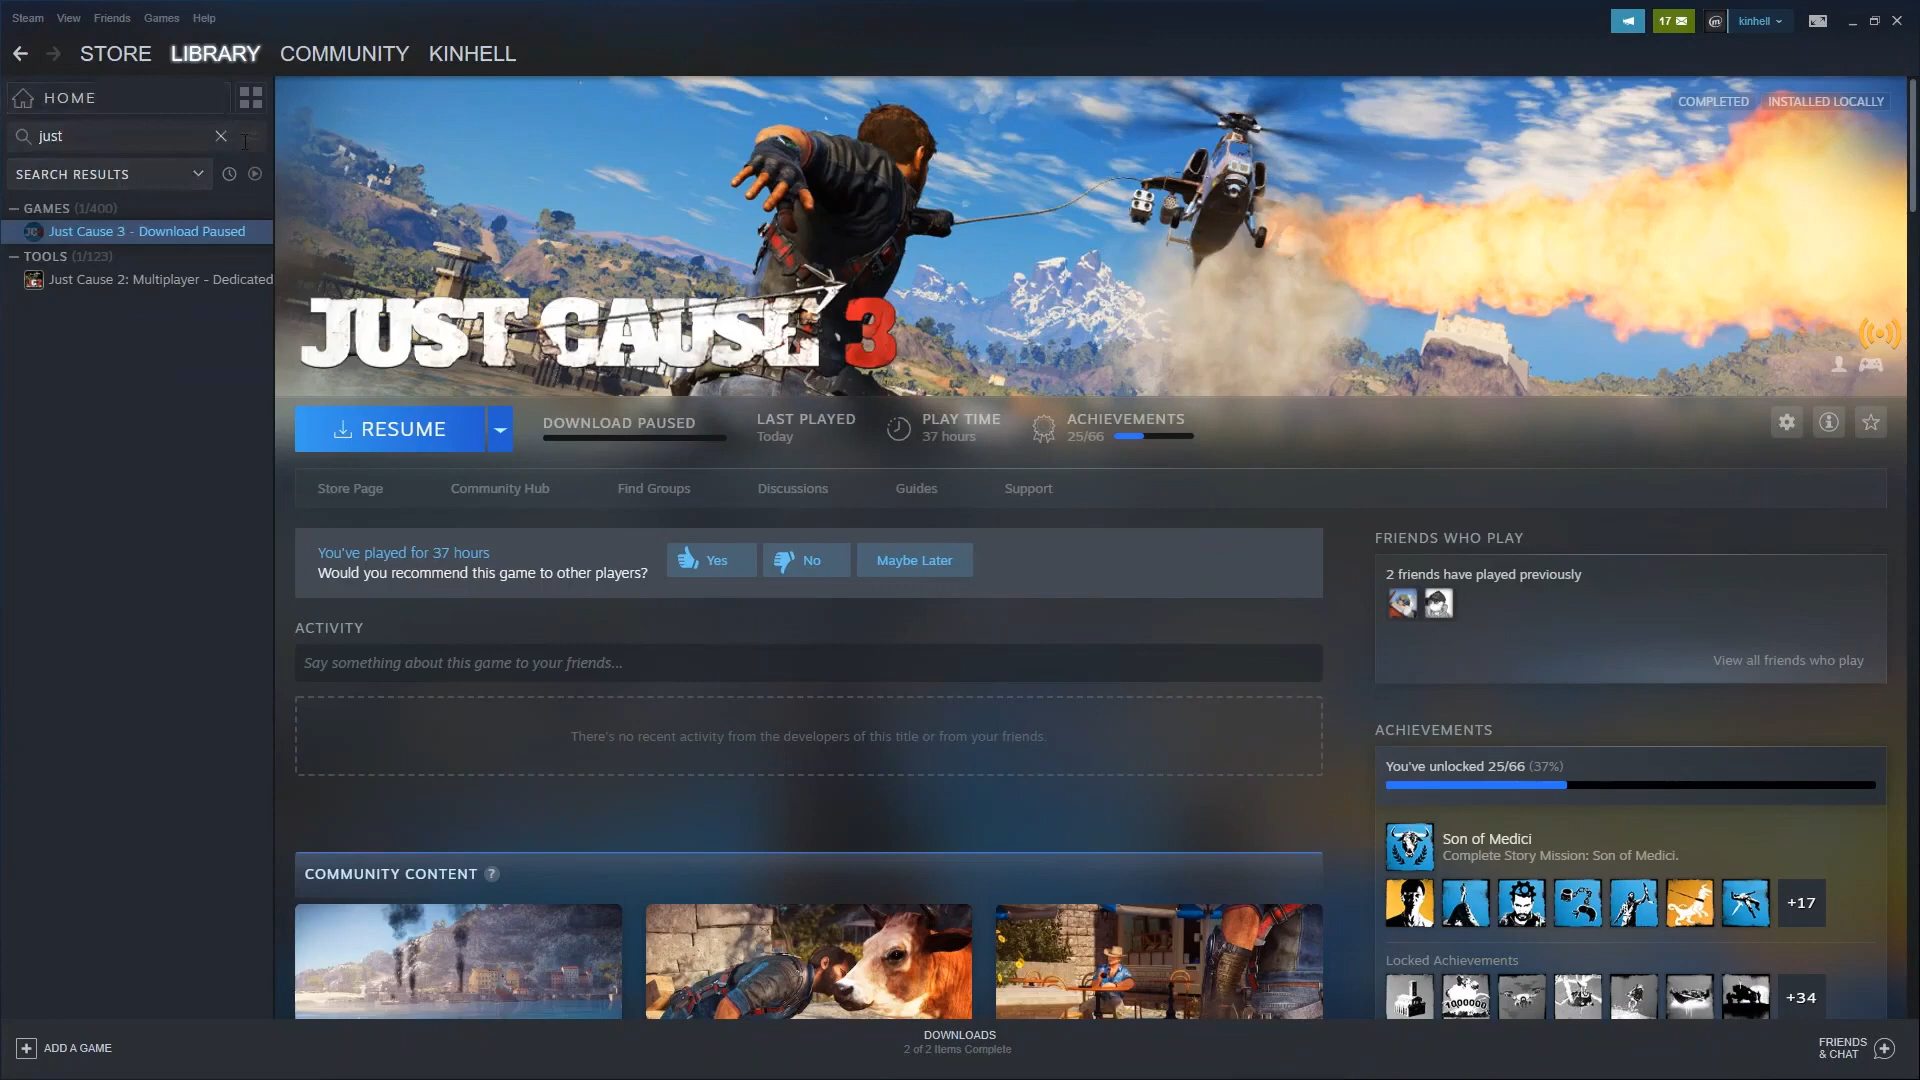 Steam View Friends Games Help
17
kinhell
STORE LIBRARY COMMUNITY KINHELL
HOME
just
SEARCH RESULTS
GAMES (1/400)
Just Cause 3 - Download Paused
TOOLS (1/123)
Just Cause 2: Multiplayer - Dedicated
COMPLETED INSTALLED LOCALLY
JUST CAUSE 3
RESUME
DOWNLOAD PAUSED
LAST PLAYED
Today
PLAY TIME
37 hours
ACHIEVEMENTS
25/66
Store Page Community Hub Find Groups Discussions Guides Support
You've played for 37 hours
Would you recommend this game to other players?
Yes No Maybe Later
ACTIVITY
Say something about this game to your friends...
There's no recent activity from the developers of this title or from your friends.
COMMUNITY CONTENT ?
FRIENDS WHO PLAY
2 friends have played previously
View all friends who play
ACHIEVEMENTS
You've unlocked 25/66 (37%)
Son of Medici
Complete Story Mission: Son of Medici.
+17
Locked Achievements
1000000
+34
ADD A GAME
DOWNLOADS
2 of 2 Items Complete
FRIENDS
& CHAT